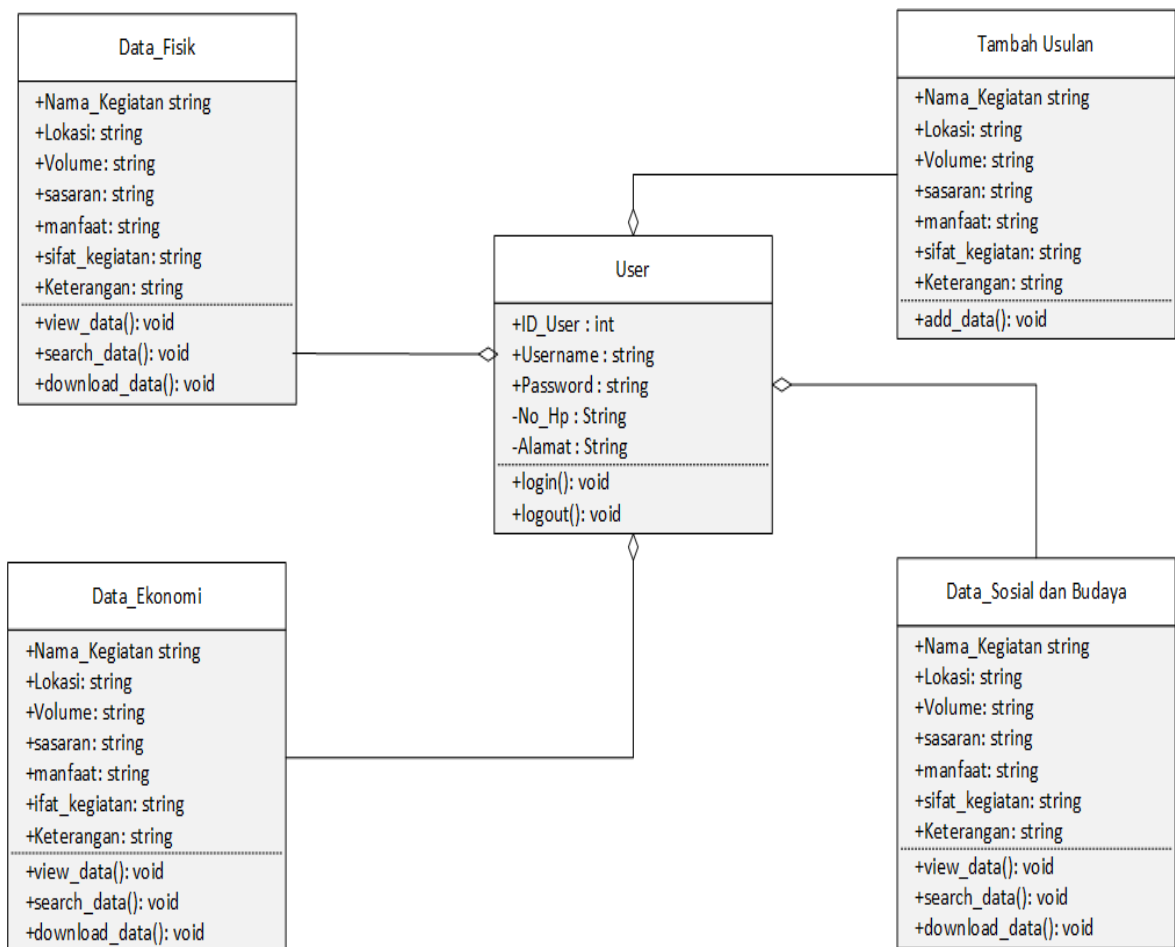 Data_Fisik
+Nama_Kegiatan string
+Lokasi: string
+Volume: string
+sasaran: string
+manfaat: string
+sifat_kegiatan: string
+Keterangan: string
+view_data(): void
+search_data(): void
+download_data(): void
Tambah Usulan
+Nama_Kegiatan string
+Lokasi: string
+Volume: string
+sasaran: string
+manfaat: string
+sifat_kegiatan: string
+Keterangan: string
+add_data(): void
User
+ID_User : int
+Username : string
+Password : string
-No_Hp : String
-Alamat : String
+login(): void
+logout(): void
Data_Ekonomi
+Nama_Kegiatan string
+Lokasi: string
+Volume: string
+sasaran: string
+manfaat: string
+ifat_kegiatan: string
+Keterangan: string
+view_data(): void
+search_data(): void
+download_data(): void
Data_Sosial dan Budaya
+Nama_Kegiatan string
+Lokasi: string
+Volume: string
+sasaran: string
+manfaat: string
+sifat_kegiatan: string
+Keterangan: string
+view_data(): void
+search_data(): void
+download_data(): void